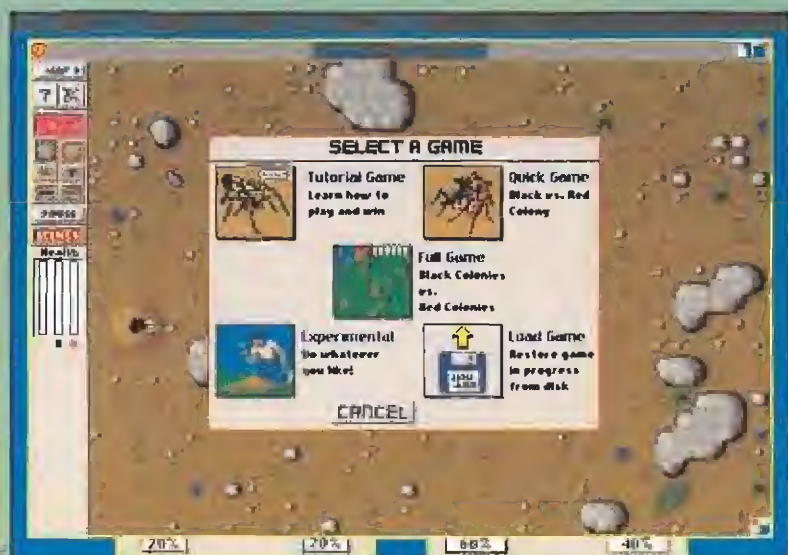 SELECT A GAME
Tutorial Game
Learn how to
play and win
Quick Game
Black vs. Red
Colony
Full Game
Black Colonies
vs.
Red Colonies
Experimental
Do whatever
you like!
Load Game
Restore game
in progress
from disk
CANCEL
?
Health
20%
20%
60%
40%